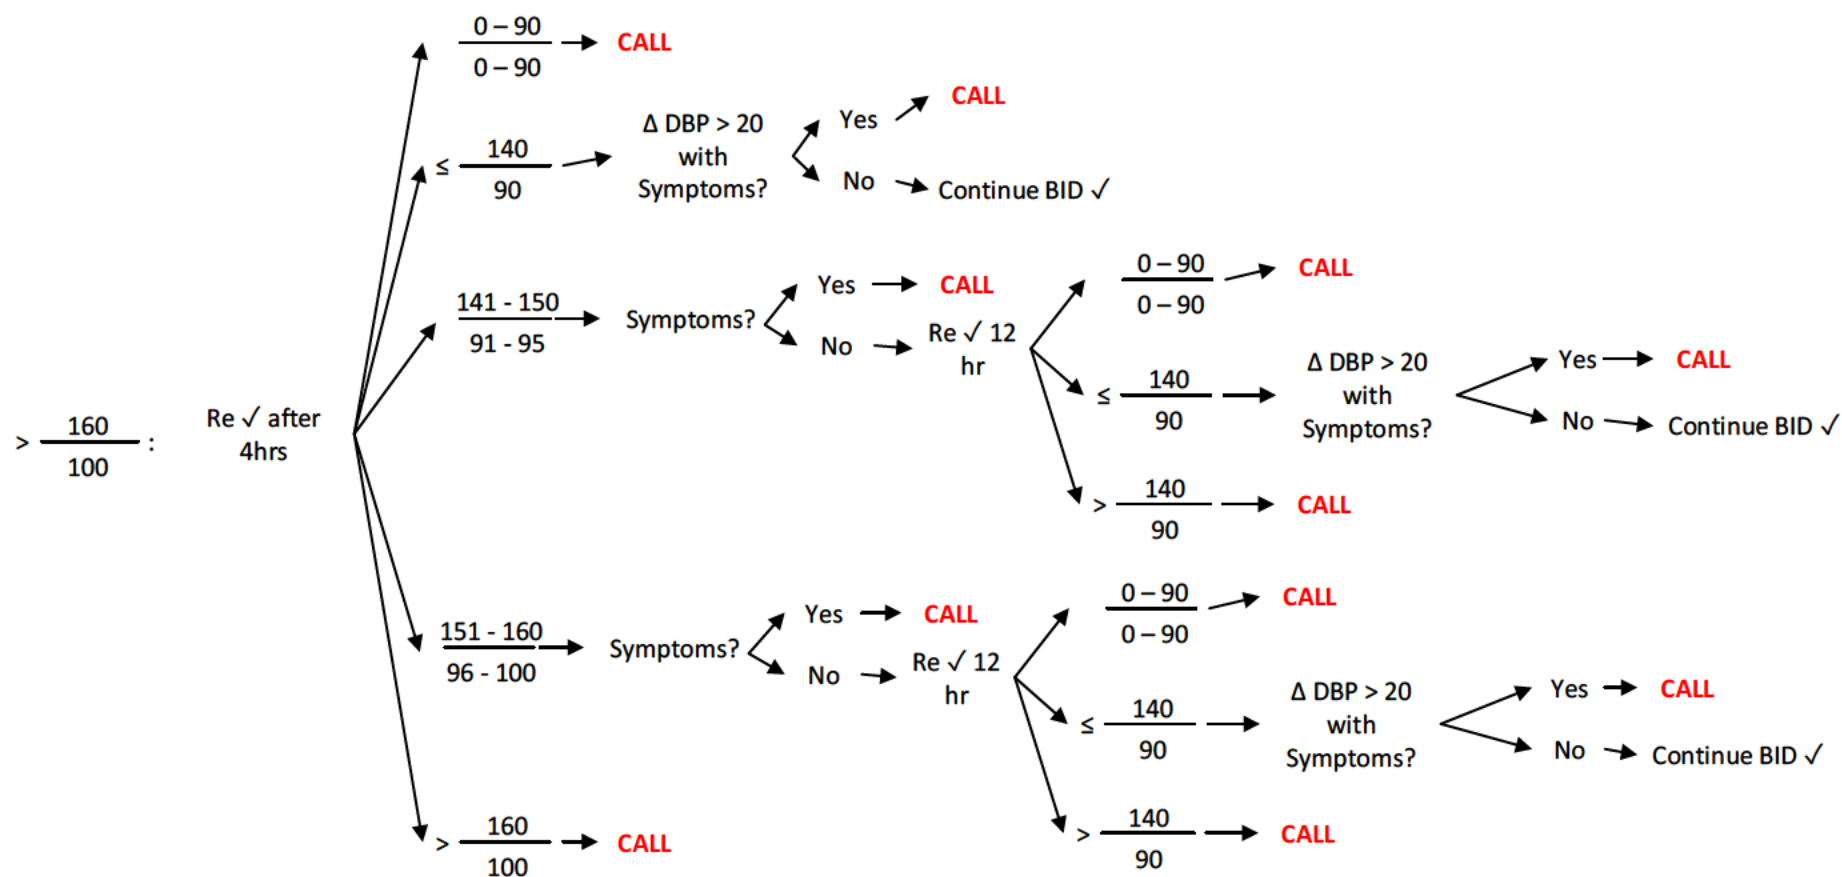 > 160
100 :
Re ✓ after
4hrs
0 – 90
0 – 90
CALL
≤ 140
90
Δ DBP > 20
with
Symptoms?
Yes
CALL
No
Continue BID ✓
141 - 150
91 - 95
Symptoms?
Yes
CALL
No
Re ✓ 12
hr
0 – 90
0 – 90
CALL
≤ 140
90
Δ DBP > 20
with
Symptoms?
Yes
CALL
No
Continue BID ✓
> 140
90
CALL
151 - 160
96 - 100
Symptoms?
Yes
CALL
No
Re ✓ 12
hr
0 – 90
0 – 90
CALL
≤ 140
90
Δ DBP > 20
with
Symptoms?
Yes
CALL
No
Continue BID ✓
> 140
90
CALL
> 160
100
CALL